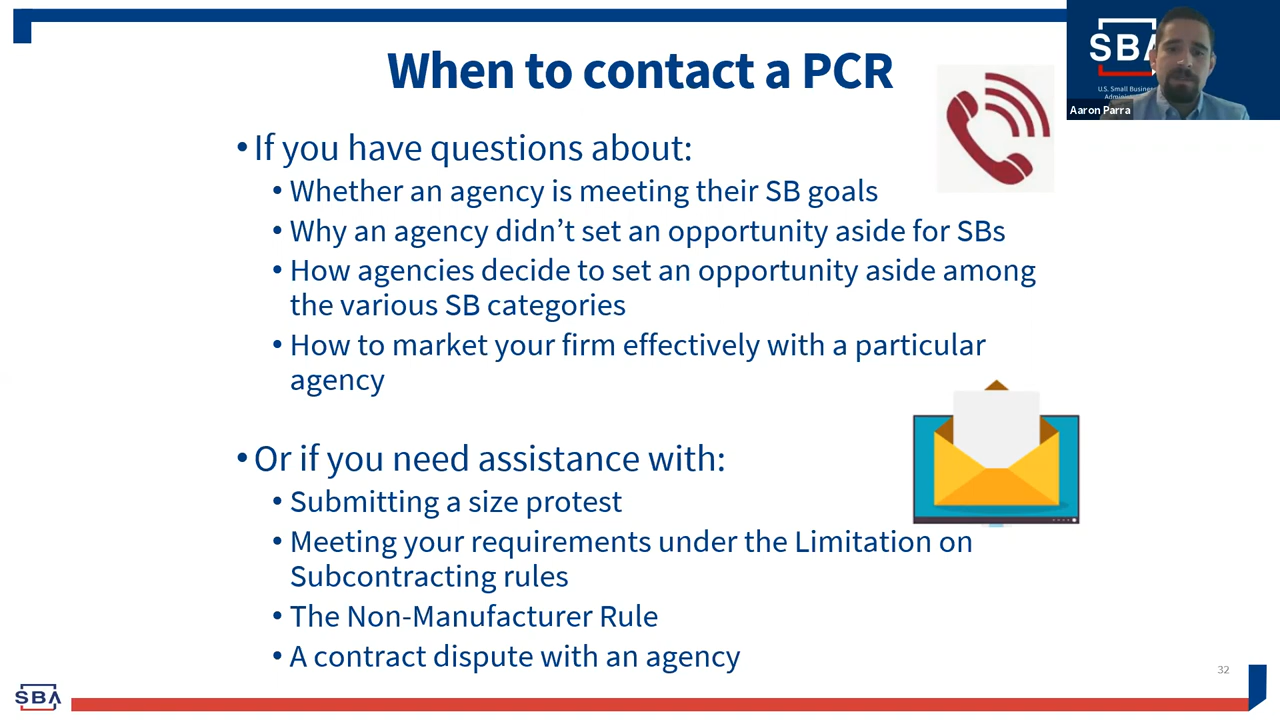 When to contact a PCR
SBA
U.S. Small Business
Aaron Parra
• If you have questions about:
• Whether an agency is meeting their SB goals
• Why an agency didn’t set an opportunity aside for SBs
• How agencies decide to set an opportunity aside among
the various SB categories
• How to market your firm effectively with a particular
agency
• Or if you need assistance with:
• Submitting a size protest
• Meeting your requirements under the Limitation on
Subcontracting rules
• The Non-Manufacturer Rule
• A contract dispute with an agency
32
SBA